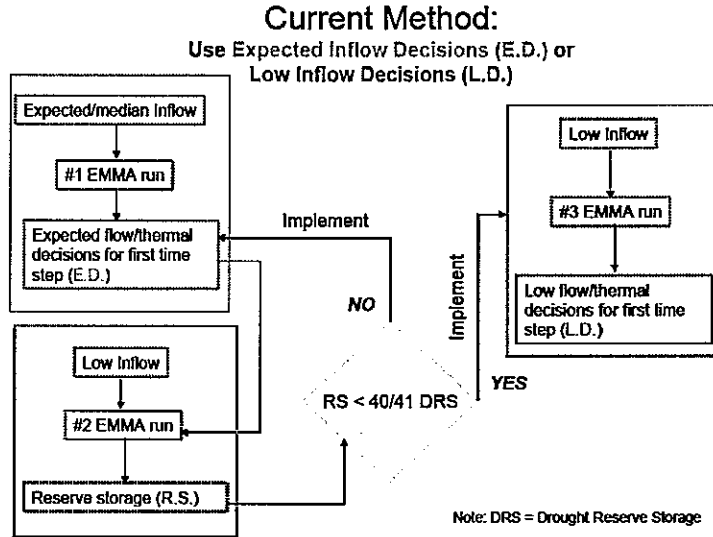 Current Method:
Use Expected Inflow Decisions (E.D.) or
Low Inflow Decisions (L.D.)
Expected/median Inflow
#1 EMMA run
Expected flow/thermal
decisions for first time
step (E.D.)
Low Inflow
#2 EMMA run
Reserve storage (R.S.)
Implement
NO
RS < 40/41 DRS
YES
Implement
Low Inflow
#3 EMMA run
Low flow/thermal
decisions for first time
step (L.D.)
Note: DRS = Drought Reserve Storage